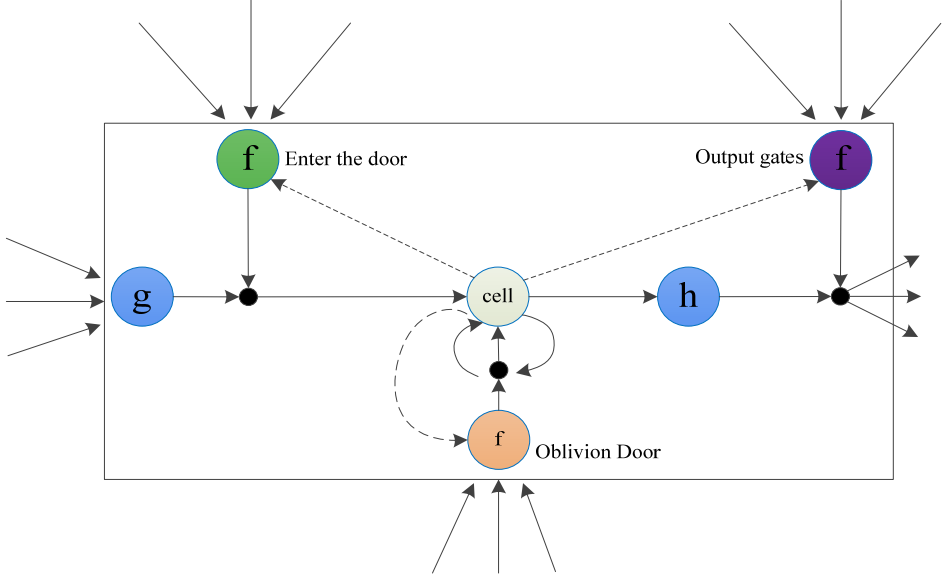 f
Enter the door
Output gates
f
g
cell
h
f
Oblivion Door